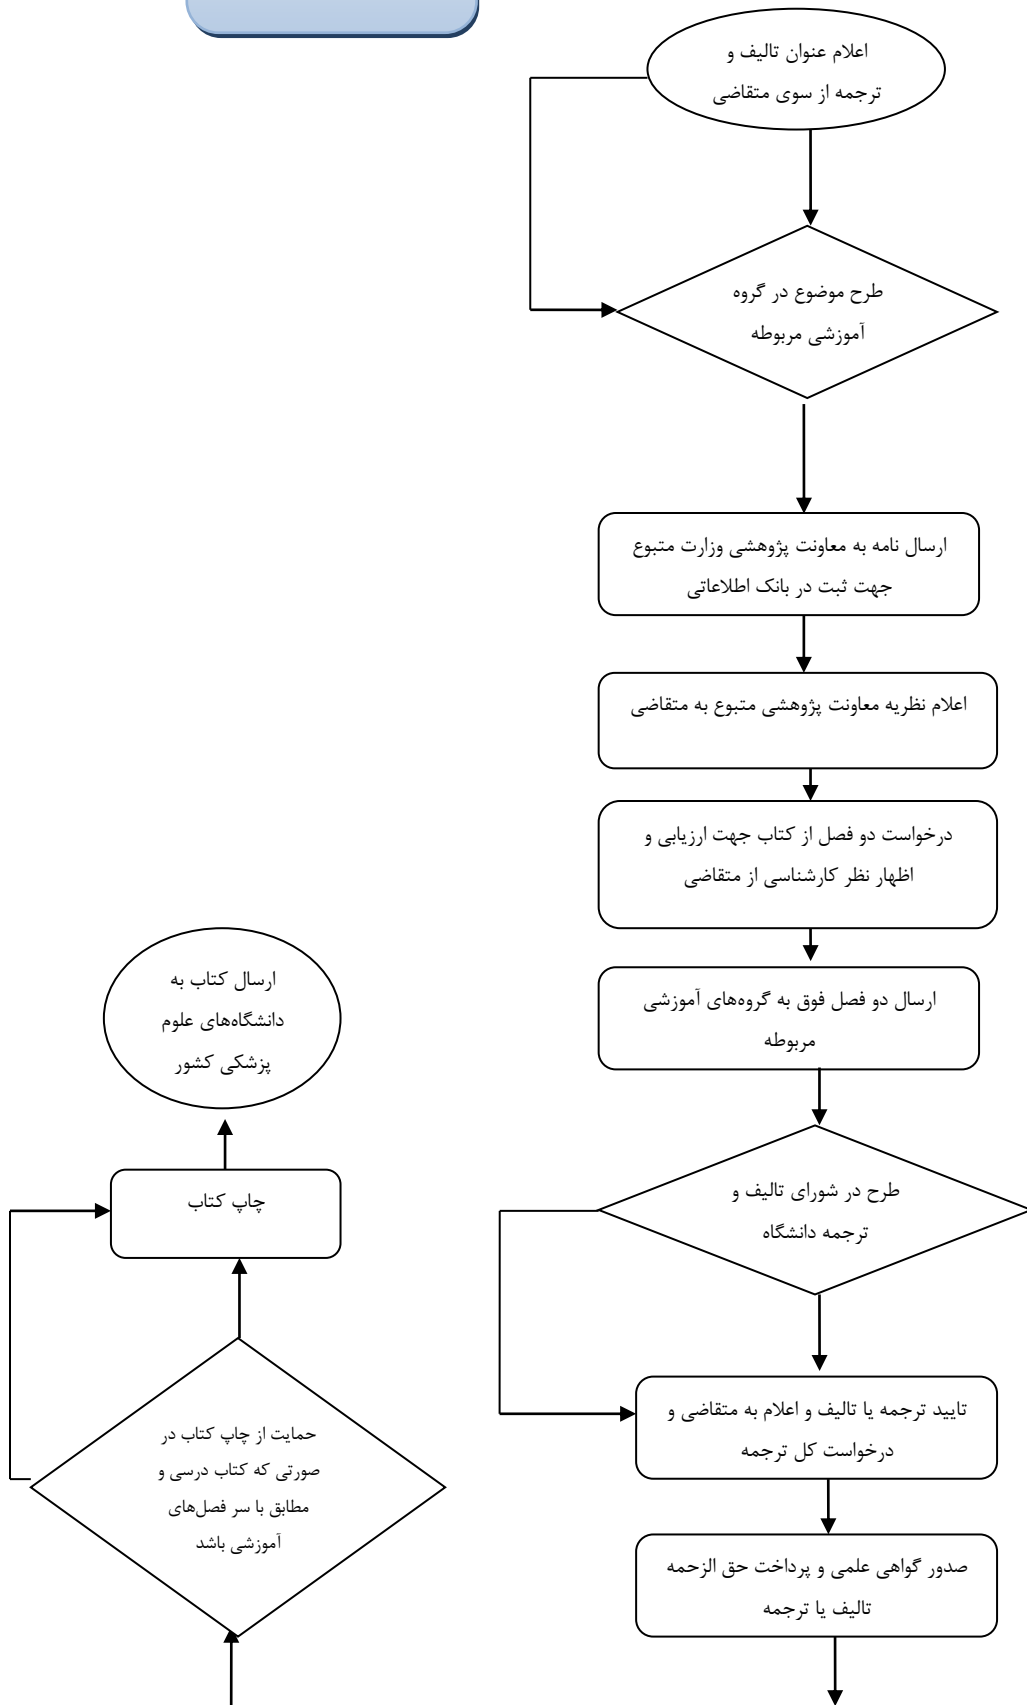 اعلام عنوان تالیف و
ترجمه از سوی متقاضی
طرح موضوع در گروه
آموزشی مربوطه
ارسال نامه به معاونت پژوهشی وزارت متبوع
جهت ثبت در بانک اطلاعاتی
اعلام نظریه معاونت پژوهشی متبوع به متقاضی
درخواست دو فصل از کتاب جهت ارزیابی و
اظهار نظر کارشناسی از متقاضی
ارسال دو فصل فوق به گروه‌های آموزشی
مربوطه
طرح در شورای تالیف و
ترجمه دانشگاه
تایید ترجمه یا تالیف و اعلام به متقاضی و
درخواست کل ترجمه
صدور گواهی علمی و پرداخت حق الزحمه
تالیف یا ترجمه
حمایت از چاپ کتاب در
صورتی که کتاب درسی و
مطابق با سر فصل‌های
آموزشی باشد
چاپ کتاب
ارسال کتاب به
دانشگاه‌های علوم
پزشکی کشور